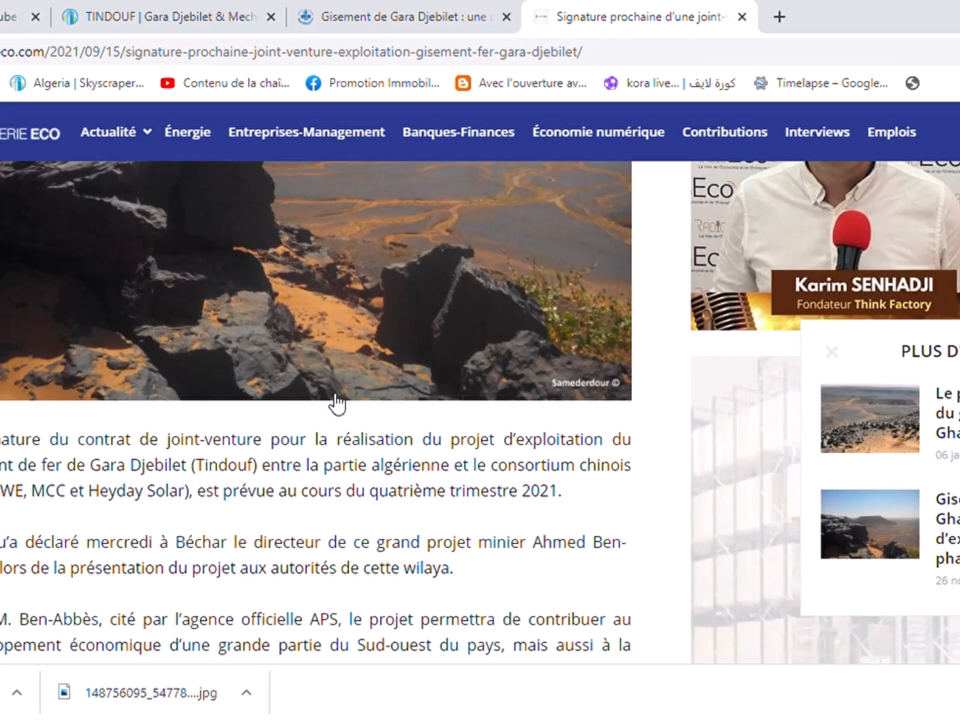 ube
TINDOUF | Gara Djebilet & Mech
Gisement de Gara Djebilet : une
Signature prochaine d'une joint-
eco.com/2021/09/15/signature-prochaine-joint-venture-exploitation-gisement-fer-gara-djebilet/
Algeria | Skyscraper...
Contenu de la chaî...
Promotion Immobil...
Avec l'ouverture av...
kora live... | كورة لايف
Timelapse – Google...
ERIE ECO
Actualité
Énergie
Entreprises-Management
Banques-Finances
Économie numérique
Contributions
Interviews
Emplois
Eco
Ec
Karim SENHADJI
Fondateur Think Factory
Samederdour ©
PLUS D'
Le p
du g
Gha
06 ja
Gise
Gha
d'ex
pha
26 no
ature du contrat de joint-venture pour la réalisation du projet d'exploitation du
nt de fer de Gara Djebilet (Tindouf) entre la partie algérienne et le consortium chinois
WE, MCC et Heyday Solar), est prévue au cours du quatrième trimestre 2021.
u'a déclaré mercredi à Béchar le directeur de ce grand projet minier Ahmed Ben-
lors de la présentation du projet aux autorités de cette wilaya.
M. Ben-Abbès, cité par l'agence officielle APS, le projet permettra de contribuer au
ppement économique d'une grande partie du Sud-ouest du pays, mais aussi à la
148756095_54778....jpg